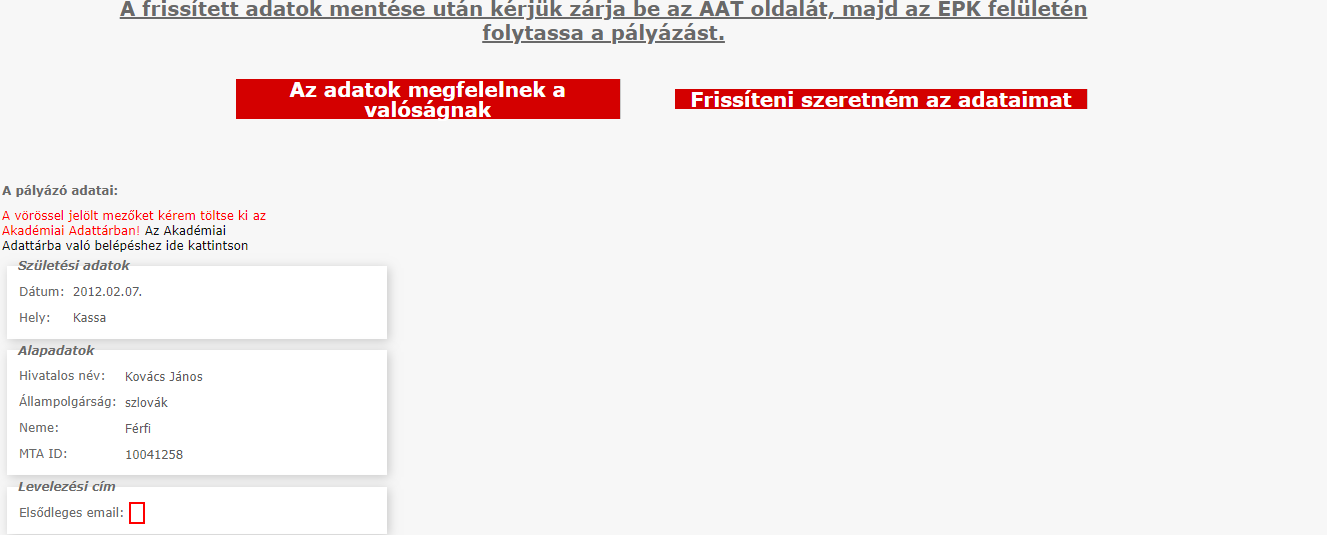 A frissített adatok mentése után kérjük zárja be az AAT oldalát, majd az EPK felületén
folytassa a pályázást.
Az adatok megfelelnek a
valóságnak
Frissíteni szeretném az adataimat
A pályázó adatai:
A vörössel jelölt mezőket kérem töltse ki az
Akadémiai Adattárban! Az Akadémiai
Adattárba való belépéshez ide kattintson
Születési adatok
Dátum: 2012.02.07.
Hely: Kassa
Alapadatok
Hivatalos név: Kovács János
Állampolgárság: szlovák
Neme: Férfi
MTA ID: 10041258
Levelezési cím
Elsődleges email: